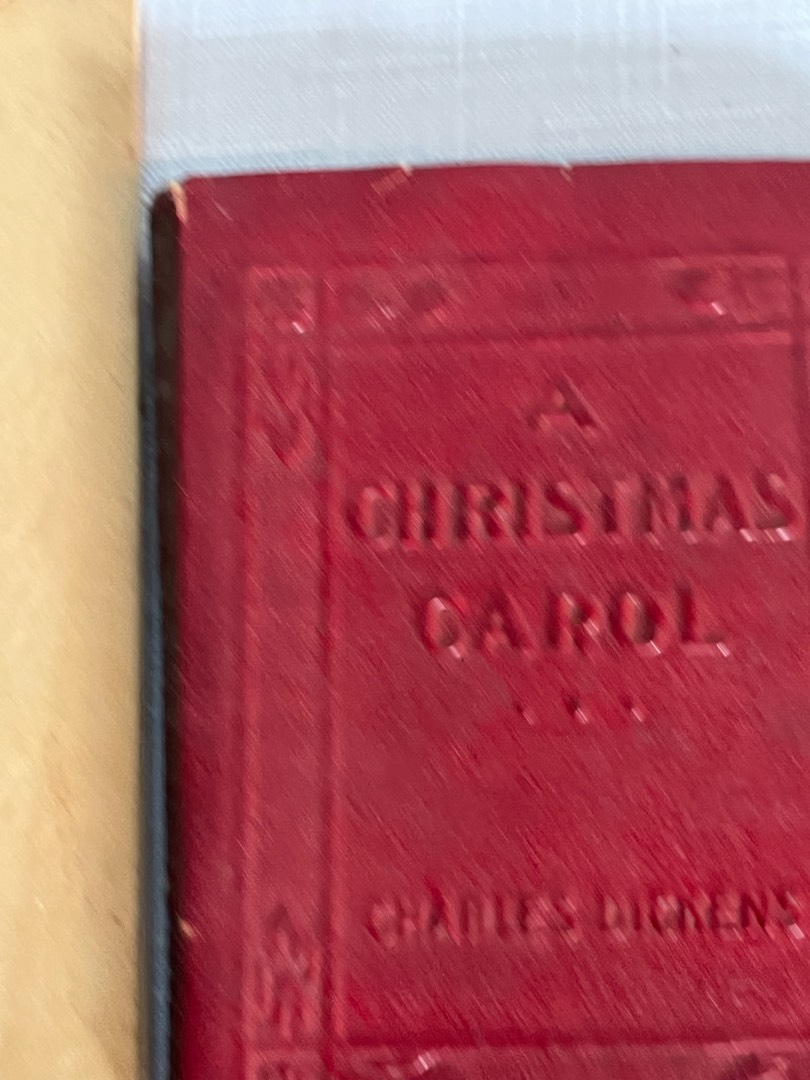 A
CHRISTMAS
CAROL
...
CHARLES DICKENS